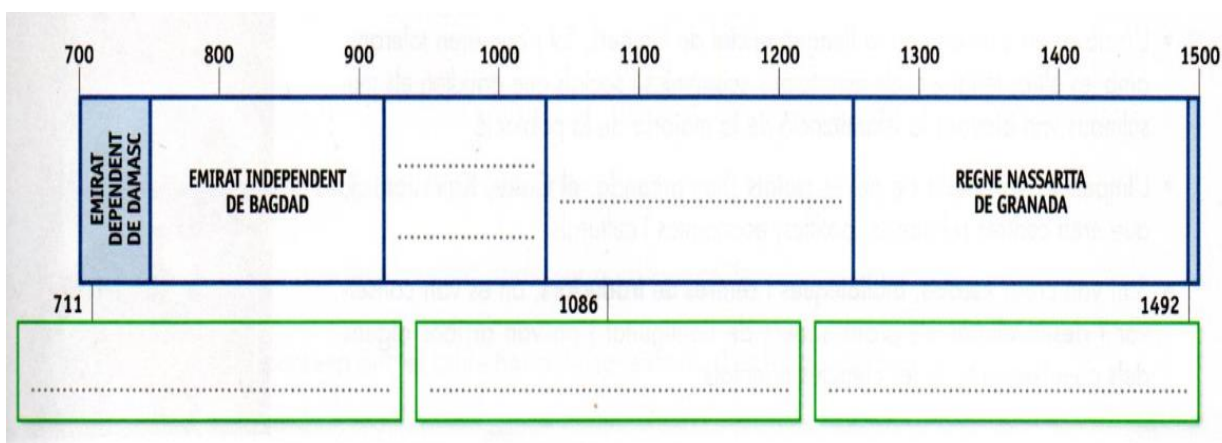 700 800 900 1000 1100 1200 1300 1400 1500
EMIRAT
DEPENDENT
DE DAMASC
EMIRAT INDEPENDENT
DE BAGDAD
REGNE NASSARITA
DE GRANADA
711 1086 1492